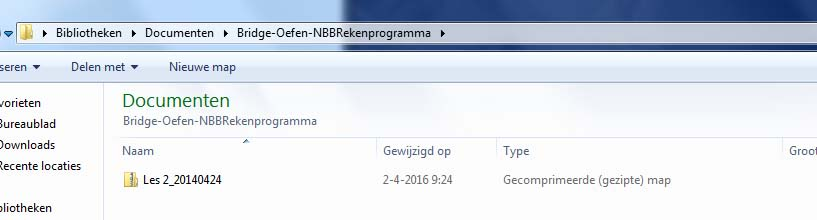 Bibliotheken Documenten Bridge-Oefen-NBBRekenprogramma
seren Delen met Nieuwe map
vorieten
Bureaublad
Downloads
Recente locaties
bliotheken
Documenten
Bridge-Oefen-NBBRekenprogramma
Naam Gewijzigd op Type Groot
Les 2_20140424 2-4-2016 9:24 Gecomprimeerde (gezipte) map